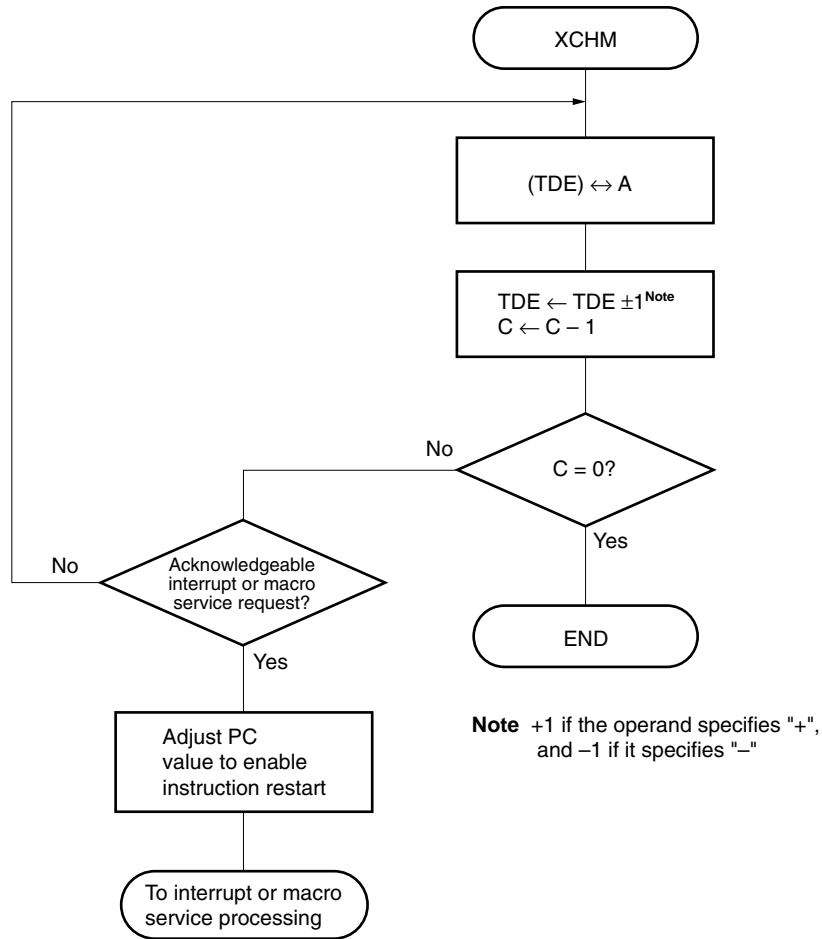 XCHM
(TDE) ↔ A
TDE ← TDE ±1Note
C ← C – 1
C = 0?
No
Yes
END
Acknowledgeable
interrupt or macro
service request?
No
Yes
Adjust PC
value to enable
instruction restart
To interrupt or macro
service processing
Note +1 if the operand specifies "+",
and –1 if it specifies "–"